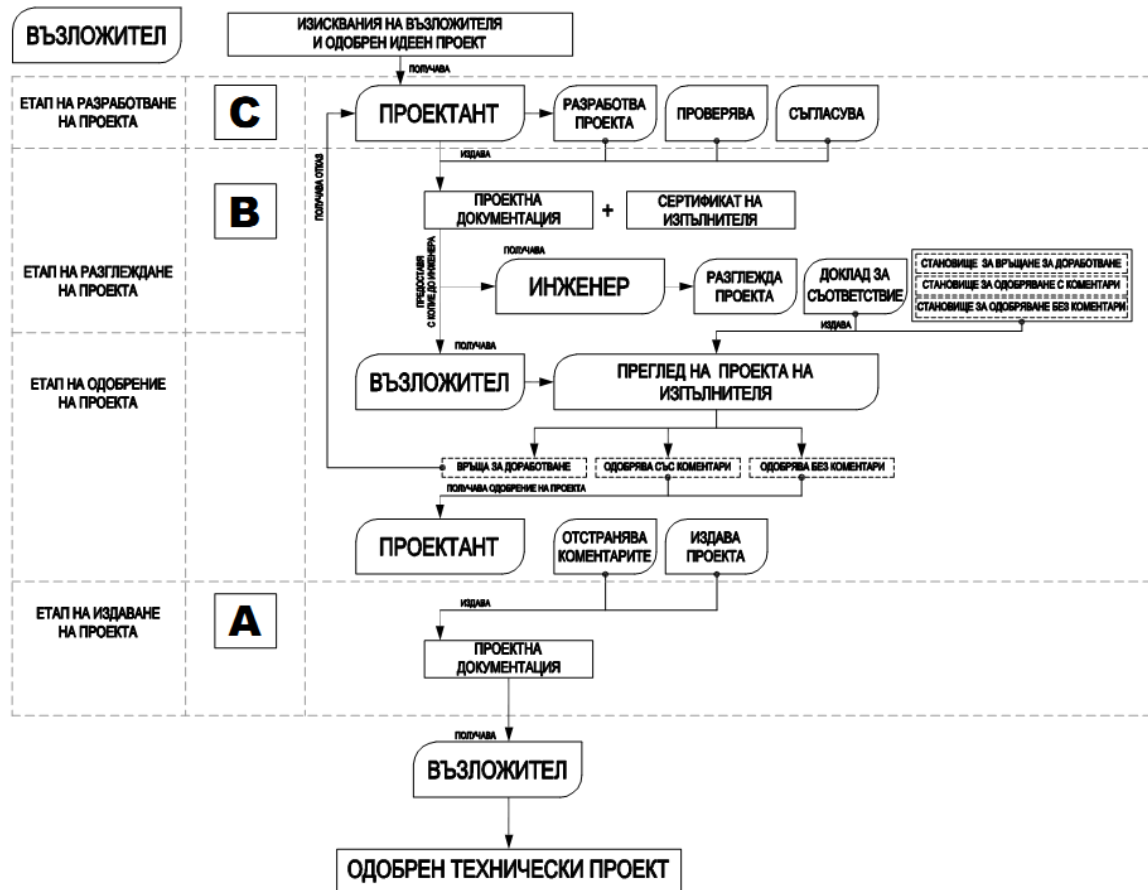 ВЪЗЛОЖИТЕЛ
ИЗИСКВАНИЯ НА ВЪЗЛОЖИТЕЛЯ
И ОДОБРЕН ИДЕЕН ПРОЕКТ
ПОЛУЧАВА
ЕТАП НА РАЗРАБОТВАНЕ
НА ПРОЕКТА
C
ПРОЕКТАНТ
РАЗРАБОТВА
ПРОЕКТА
ПРОВЕРЯВА
СЪГЛАСУВА
ИЗДАВА
ПОЛУЧАВА ОТКАЗ
B
ПРОЕКТНА
ДОКУМЕНТАЦИЯ
+
СЕРТИФИКАТ НА
ИЗПЪЛНИТЕЛЯ
ЕТАП НА РАЗГЛЕЖДАНЕ
НА ПРОЕКТА
ПРЕДОСТАВЯ
С КОПИЕ ДО ИНЖЕНЕРА
ПОЛУЧАВА
ИНЖЕНЕР
РАЗГЛЕЖДА
ПРОЕКТА
ДОКЛАД ЗА
СЪОТВЕТСТВИЕ
СТАНОВИЩЕ ЗА ВРЪЩАНЕ ЗА ДОРАБОТВАНЕ
СТАНОВИЩЕ ЗА ОДОБРЯВАНЕ С КОМЕНТАРИ
СТАНОВИЩЕ ЗА ОДОБРЯВАНЕ БЕЗ КОМЕНТАРИ
ИЗДАВА
ЕТАП НА ОДОБРЕНИЕ
НА ПРОЕКТА
ПОЛУЧАВА
ВЪЗЛОЖИТЕЛ
ПРЕГЛЕД НА ПРОЕКТА НА
ИЗПЪЛНИТЕЛЯ
ВРЪЩА ЗА ДОРАБОТВАНЕ
ОДОБРЯВА СЪС КОМЕНТАРИ
ОДОБРЯВА БЕЗ КОМЕНТАРИ
ПОЛУЧАВА ОДОБРЕНИЕ НА ПРОЕКТА
ПРОЕКТАНТ
ОТСТРАНЯВА
КОМЕНТАРИТЕ
ИЗДАВА
ПРОЕКТА
ЕТАП НА ИЗДАВАНЕ
НА ПРОЕКТА
A
ИЗДАВА
ПРОЕКТНА
ДОКУМЕНТАЦИЯ
ПОЛУЧАВА
ВЪЗЛОЖИТЕЛ
ОДОБРЕН ТЕХНИЧЕСКИ ПРОЕКТ